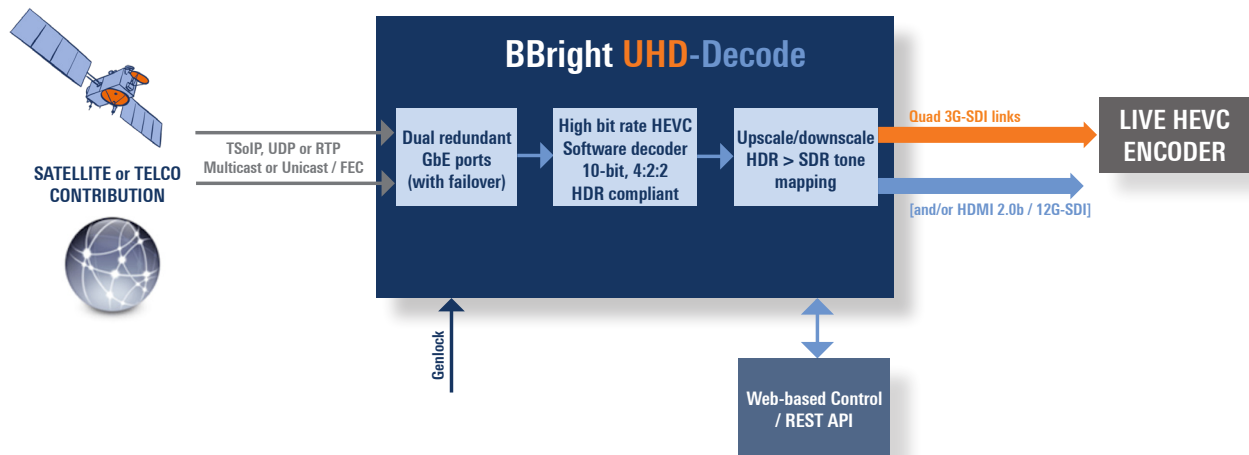 BBright UHD-Decode
SATELLITE or TELCO
CONTRIBUTION
TSoIP, UDP or RTP
Multicast or Unicast / FEC
Dual redundant
GbE ports
(with failover)
High bit rate HEVC
Software decoder
10-bit, 4:2:2
HDR compliant
Upscale/downscale
HDR > SDR tone
mapping
Quad 3G-SDI links
[and/or HDMI 2.0b / 12G-SDI]
LIVE HEVC
ENCODER
Genlock
Web-based Control
/ REST API